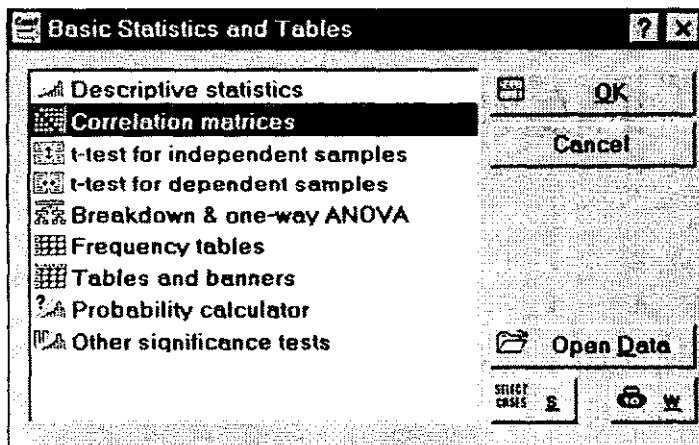 Basic Statistics and Tables
? X
Descriptive statistics
OK
Correlation matrices
Cancel
t-test for independent samples
t-test for dependent samples
Breakdown & one-way ANOVA
Frequency tables
Tables and banners
Probability calculator
Other significance tests
Open Data
SELECT
CASES S
W